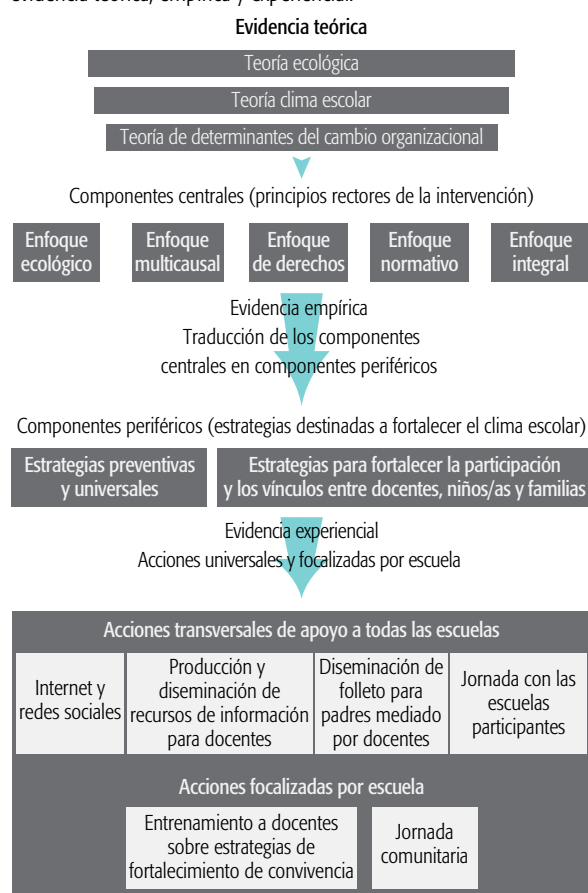 evidencia teórica, empírica y experiencial.
Evidencia teórica
Teoría ecológica
Teoría clima escolar
Teoría de determinantes del cambio organizacional
Componentes centrales (principios rectores de la intervención)
Enfoque ecológico
Enfoque multicausal
Enfoque de derechos
Enfoque normativo
Enfoque integral
Evidencia empírica
Traducción de los componentes
centrales en componentes periféricos
Componentes periféricos (estrategias destinadas a fortalecer el clima escolar)
Estrategias preventivas
y universales
Estrategias para fortalecer la participación
y los vínculos entre docentes, niños/as y familias
Evidencia experiencial
Acciones universales y focalizadas por escuela
Acciones transversales de apoyo a todas las escuelas
Internet y
redes sociales
Producción y
diseminación de
recursos de información
para docentes
Diseminación de
folleto para
padres mediado
por docentes
Jornada con las
escuelas
participantes
Acciones focalizadas por escuela
Entrenamiento a docentes
sobre estrategias de
fortalecimiento de convivencia
Jornada
comunitaria